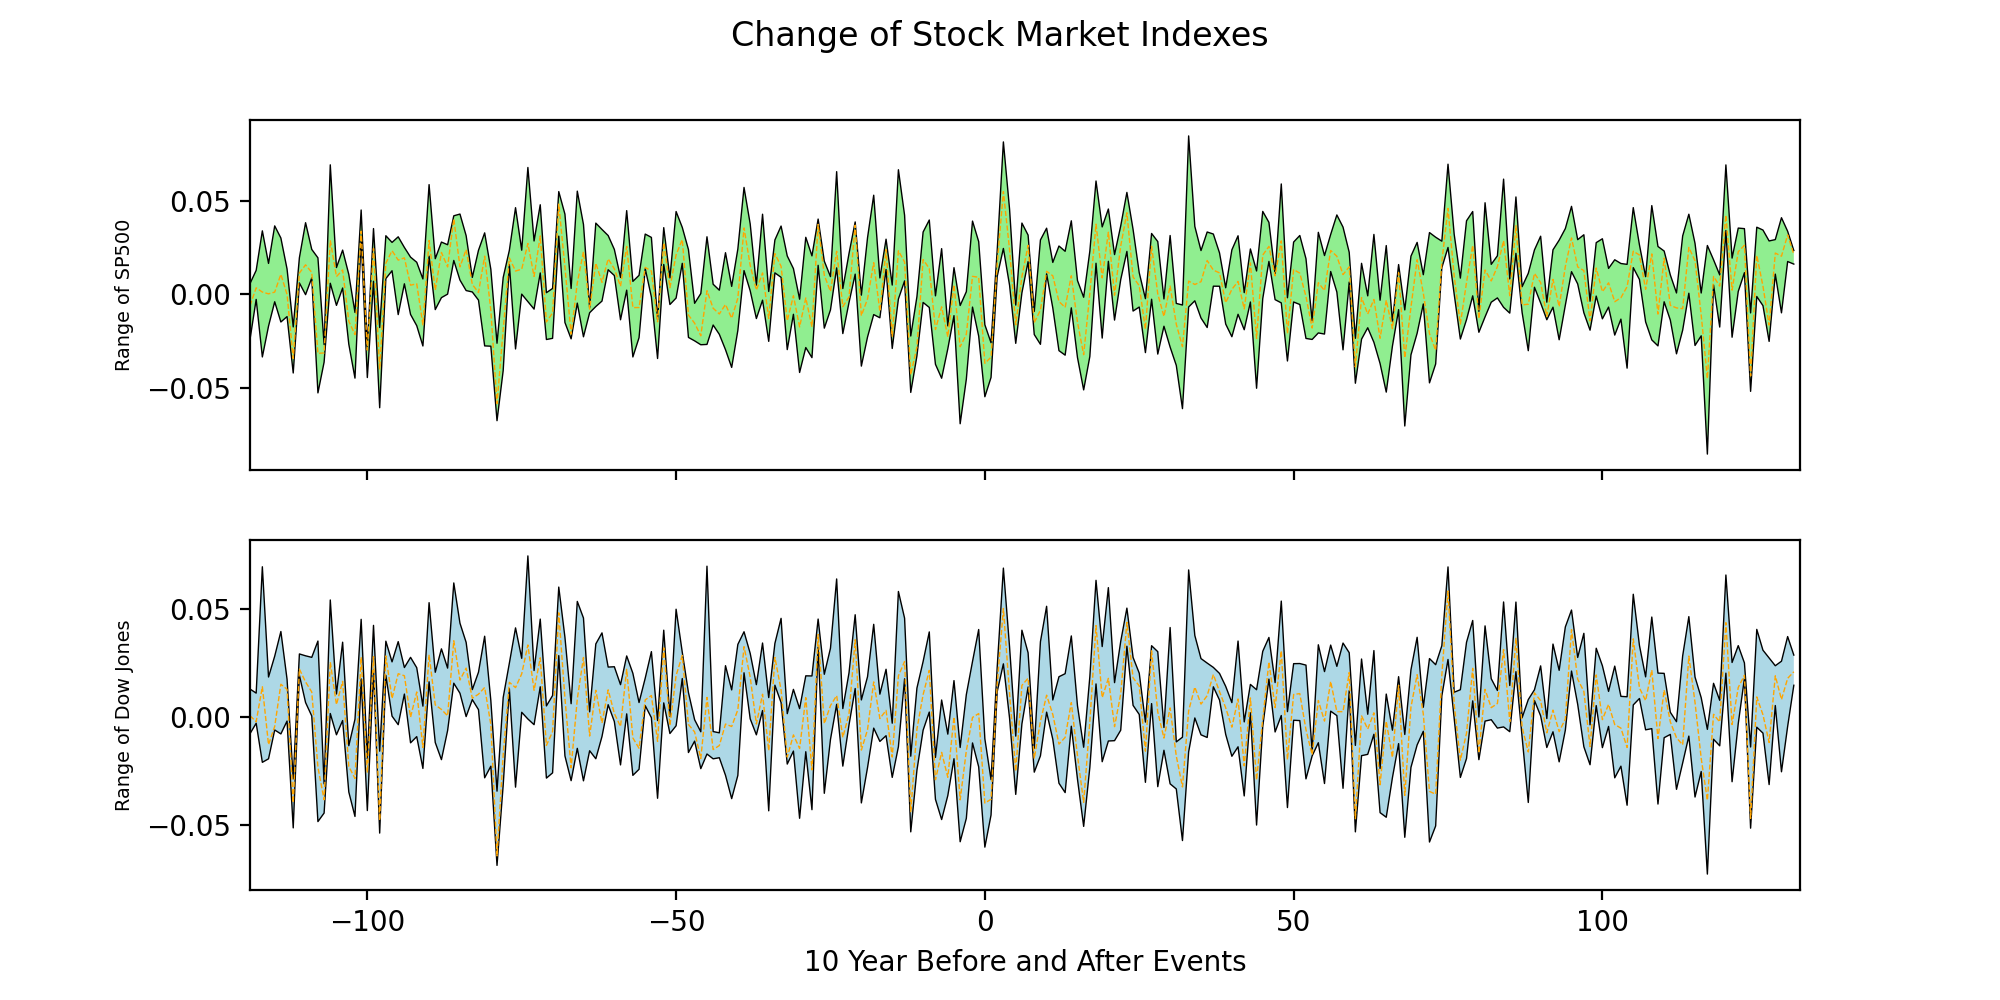 Change of Stock Market Indexes
Range of SP500
0.05
0.00
−0.05
Range of Dow Jones
0.05
0.00
−0.05
−100
−50
0
50
100
10 Year Before and After Events